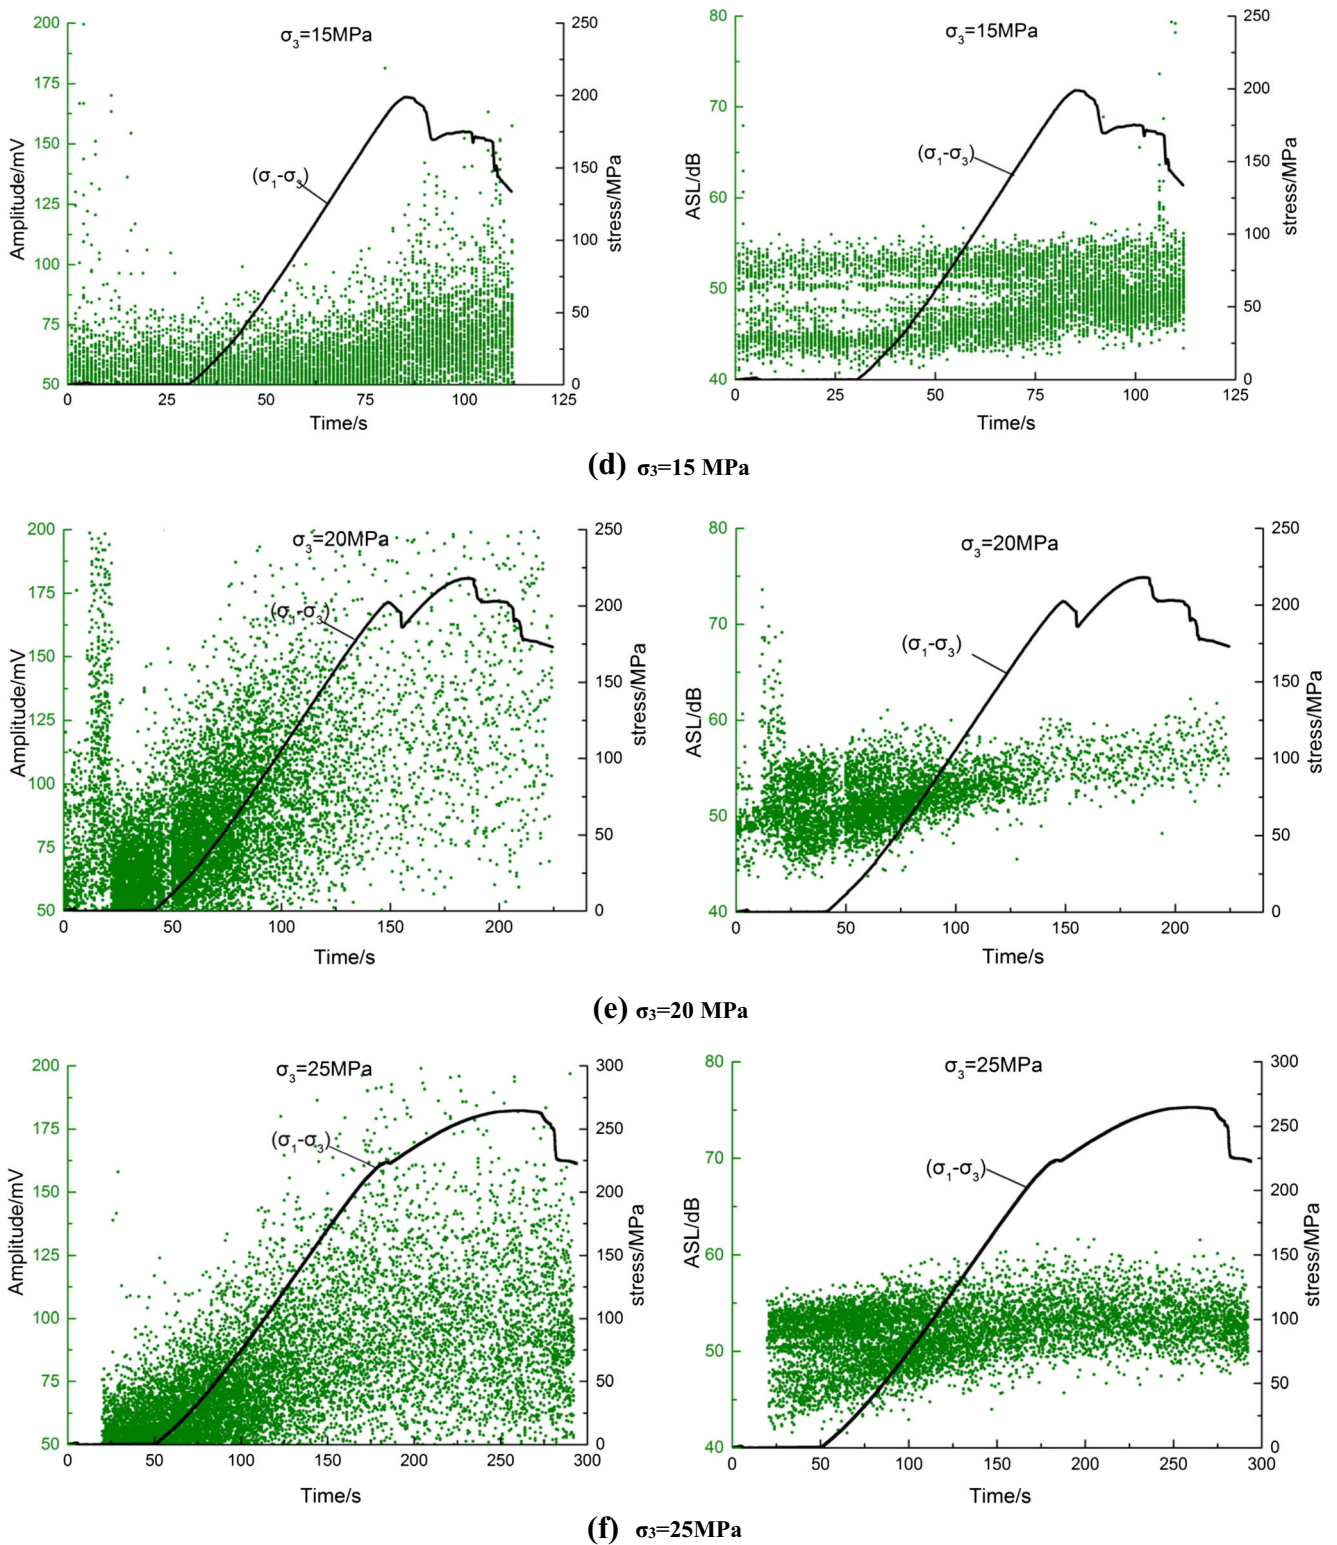 σ3=15MPa
(σ1-σ3)
Amplitude/mV
200
175
150
125
100
75
50
250
200
150
100
50
0
stress/MPa
0 25 50 75 100 125
Time/s
σ3=15MPa
(σ1-σ3)
ASL/dB
80
70
60
50
40
250
200
150
100
50
0
stress/MPa
0 25 50 75 100 125
Time/s
(d) σ3=15 MPa
σ3=20MPa
(σ1-σ3)
Amplitude/mV
200
175
150
125
100
75
50
250
200
150
100
50
0
stress/MPa
0 50 100 150 200
Time/s
σ3=20MPa
(σ1-σ3)
ASL/dB
80
70
60
50
40
250
200
150
100
50
0
stress/MPa
0 50 100 150 200
Time/s
(e) σ3=20 MPa
σ3=25MPa
(σ1-σ3)
Amplitude/mV
200
175
150
125
100
75
50
300
250
200
150
100
50
0
stress/MPa
0 50 100 150 200 250 300
Time/s
σ3=25MPa
(σ1-σ3)
ASL/dB
80
70
60
50
40
300
250
200
150
100
50
0
stress/MPa
0 50 100 150 200 250 300
Time/s
(f) σ3=25MPa